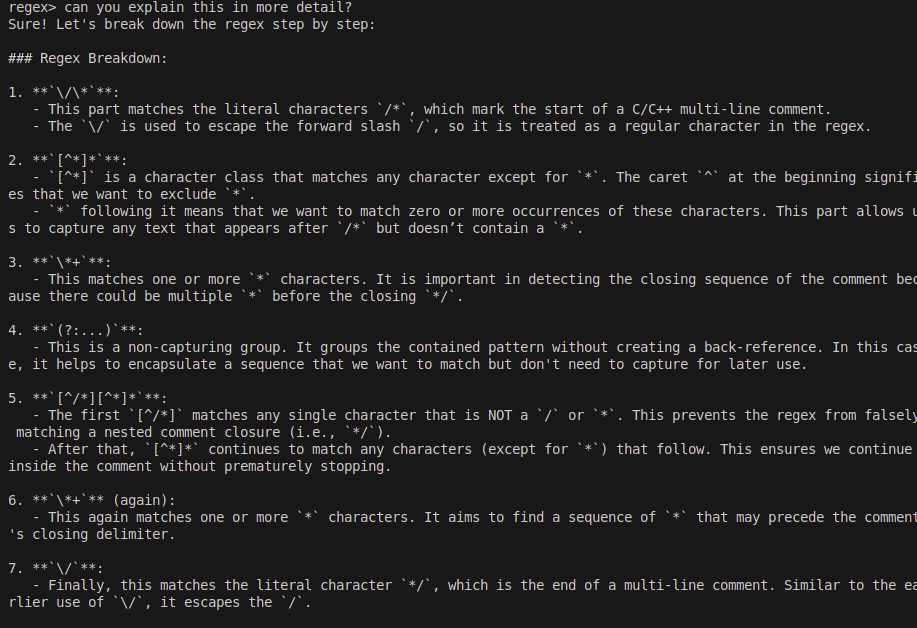 regex> can you explain this in more detail?
Sure! Let's break down the regex step by step:
### Regex Breakdown:
1. **`\/\*`**:
- This part matches the literal characters `/*`, which mark the start of a C/C++ multi-line comment.
- The `\/` is used to escape the forward slash `/`, so it is treated as a regular character in the regex.
2. **`[^*]*`**:
- `[^*]` is a character class that matches any character except for `*`. The caret `^` at the beginning signifi
es that we want to exclude `*`.
- `*` following it means that we want to match zero or more occurrences of these characters. This part allows u
s to capture any text that appears after `/*` but doesn’t contain a `*`.
3. **`\*+`**:
- This matches one or more `*` characters. It is important in detecting the closing sequence of the comment bec
ause there could be multiple `*` before the closing `*/`.
4. **`(?:...)`**:
- This is a non-capturing group. It groups the contained pattern without creating a back-reference. In this cas
e, it helps to encapsulate a sequence that we want to match but don't need to capture for later use.
5. **`[^/*][^*]*`**:
- The first `[^/*]` matches any single character that is NOT a `/` or `*`. This prevents the regex from falsely
matching a nested comment closure (i.e., `*/`).
- After that, `[^*]*` continues to match any characters (except for `*`) that follow. This ensures we continue
inside the comment without prematurely stopping.
6. **`\*+`** (again):
- This again matches one or more `*` characters. It aims to find a sequence of `*` that may precede the comment
's closing delimiter.
7. **`\/`**:
- Finally, this matches the literal character `*/`, which is the end of a multi-line comment. Similar to the ea
rlier use of `\/`, it escapes the `/`.